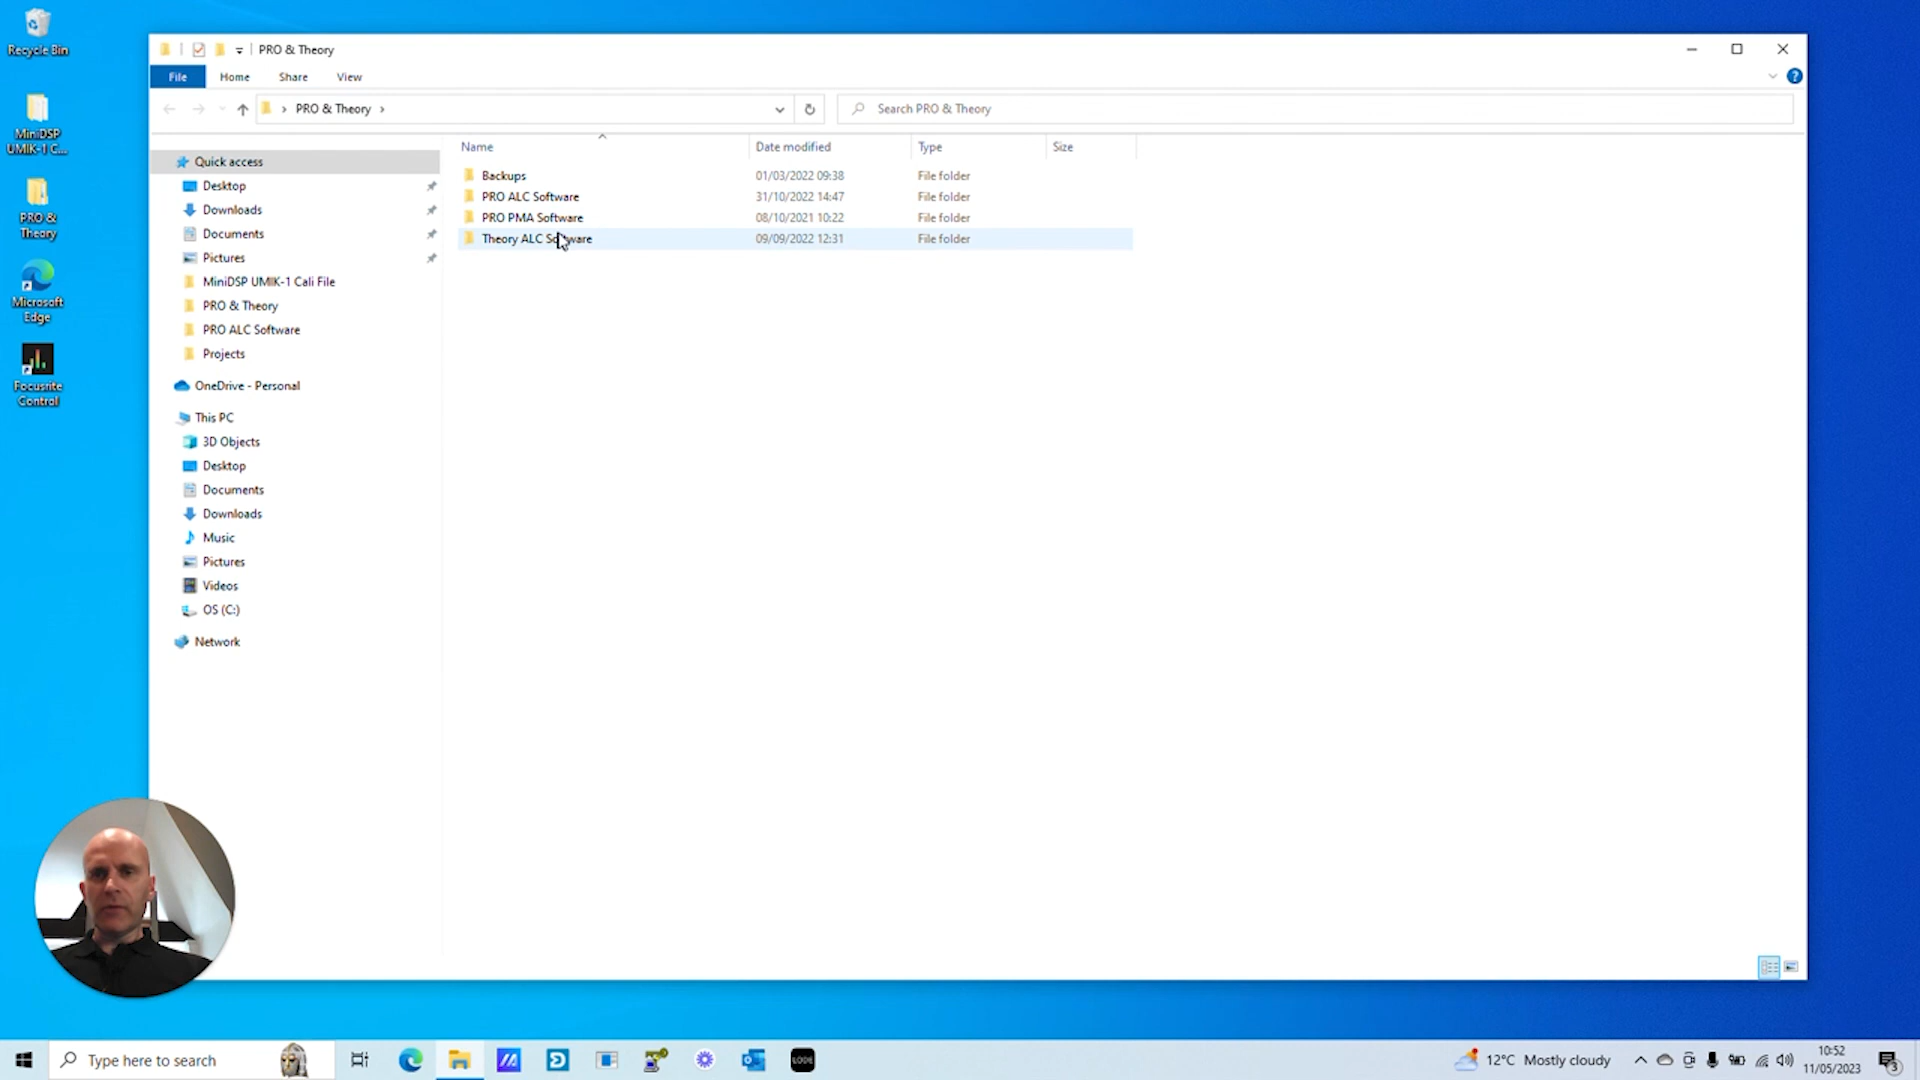 Recycle Bin
MiniDSP
UMIK-1 C...
PRO &
Theory
Microsoft
Edge
Focusrite
Control
PRO & Theory
File Home Share View
PRO & Theory
Search PRO & Theory
Quick access
Desktop
Downloads
Documents
Pictures
MiniDSP UMIK-1 Cali File
PRO & Theory
PRO ALC Software
Projects
OneDrive - Personal
This PC
3D Objects
Desktop
Documents
Downloads
Music
Pictures
Videos
OS (C:)
Network
Name Date modified Type Size
Backups 01/03/2022 09:38 File folder
PRO ALC Software 31/10/2022 14:47 File folder
PRO PMA Software 08/10/2021 10:22 File folder
Theory ALC Software 09/09/2022 12:31 File folder
Type here to search
LODE
12°C Mostly cloudy
10:52
11/05/2023
3